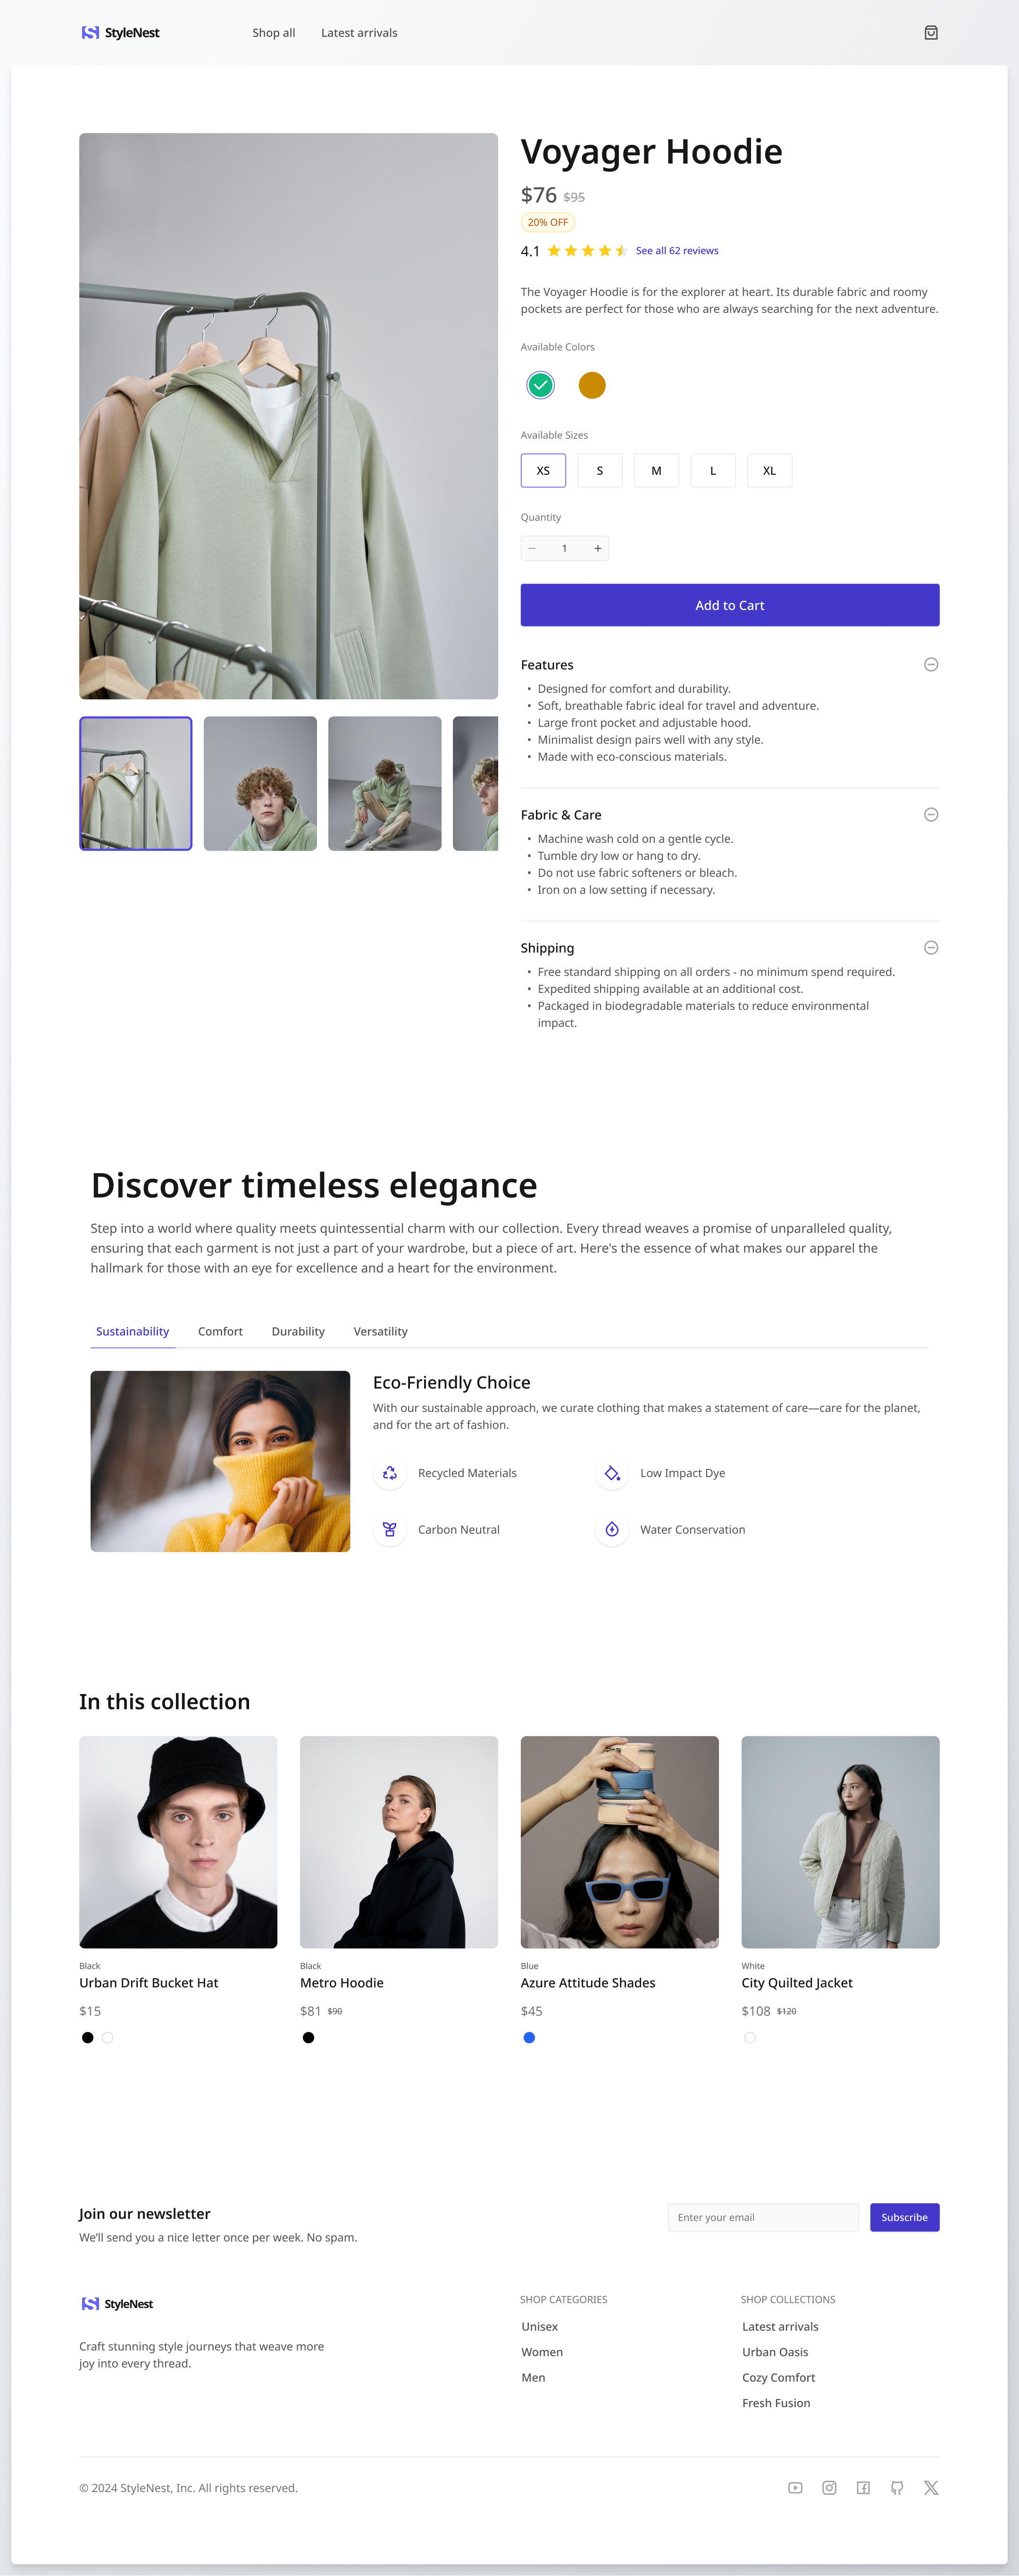 StyleNest
Shop all
Latest arrivals
Voyager Hoodie
$76 $95
20% OFF
4.1 See all 62 reviews
The Voyager Hoodie is for the explorer at heart. Its durable fabric and roomy
pockets are perfect for those who are always searching for the next adventure.
Available Colors
Available Sizes
XS S M L XL
Quantity
1
Add to Cart
Features
• Designed for comfort and durability.
• Soft, breathable fabric ideal for travel and adventure.
• Large front pocket and adjustable hood.
• Minimalist design pairs well with any style.
• Made with eco-conscious materials.
Fabric & Care
• Machine wash cold on a gentle cycle.
• Tumble dry low or hang to dry.
• Do not use fabric softeners or bleach.
• Iron on a low setting if necessary.
Shipping
• Free standard shipping on all orders - no minimum spend required.
• Expedited shipping available at an additional cost.
• Packaged in biodegradable materials to reduce environmental
impact.
Discover timeless elegance
Step into a world where quality meets quintessential charm with our collection. Every thread weaves a promise of unparalleled quality,
ensuring that each garment is not just a part of your wardrobe, but a piece of art. Here's the essence of what makes our apparel the
hallmark for those with an eye for excellence and a heart for the environment.
Sustainability Comfort Durability Versatility
Eco-Friendly Choice
With our sustainable approach, we curate clothing that makes a statement of care—care for the planet,
and for the art of fashion.
Recycled Materials
Low Impact Dye
Carbon Neutral
Water Conservation
In this collection
Black
Urban Drift Bucket Hat
$15
Black
Metro Hoodie
$81 $90
Blue
Azure Attitude Shades
$45
White
City Quilted Jacket
$108 $120
Join our newsletter
We'll send you a nice letter once per week. No spam.
Enter your email
Subscribe
StyleNest
Craft stunning style journeys that weave more
joy into every thread.
SHOP CATEGORIES
Unisex
Women
Men
SHOP COLLECTIONS
Latest arrivals
Urban Oasis
Cozy Comfort
Fresh Fusion
© 2024 StyleNest, Inc. All rights reserved.